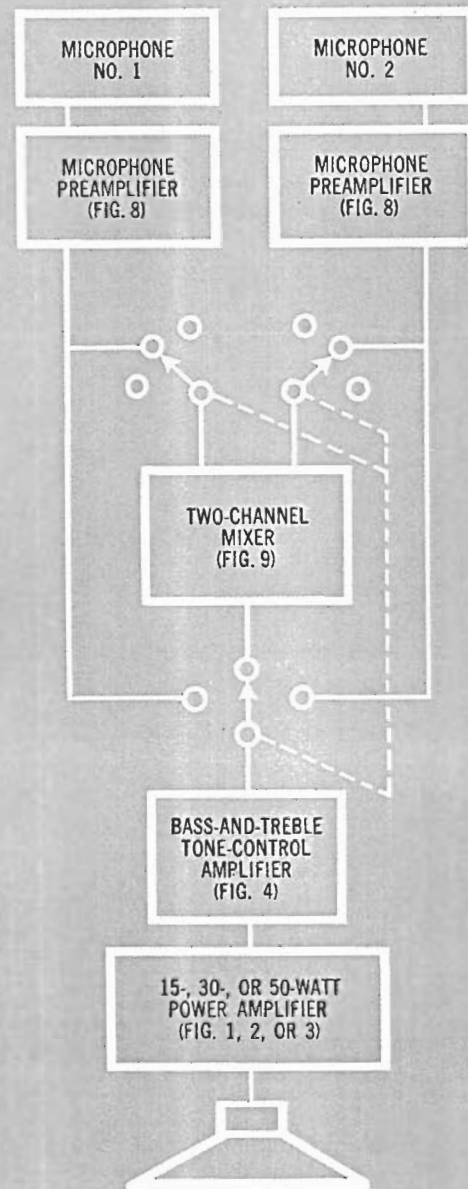 MICROPHONE
NO. 1
MICROPHONE
NO. 2
MICROPHONE
PREAMPLIFIER
(FIG. 8)
MICROPHONE
PREAMPLIFIER
(FIG. 8)
TWO-CHANNEL
MIXER
(FIG. 9)
BASS-AND-TREBLE
TONE-CONTROL
AMPLIFIER
(FIG. 4)
15-, 30-, OR 50-WATT
POWER AMPLIFIER
(FIG. 1, 2, OR 3)